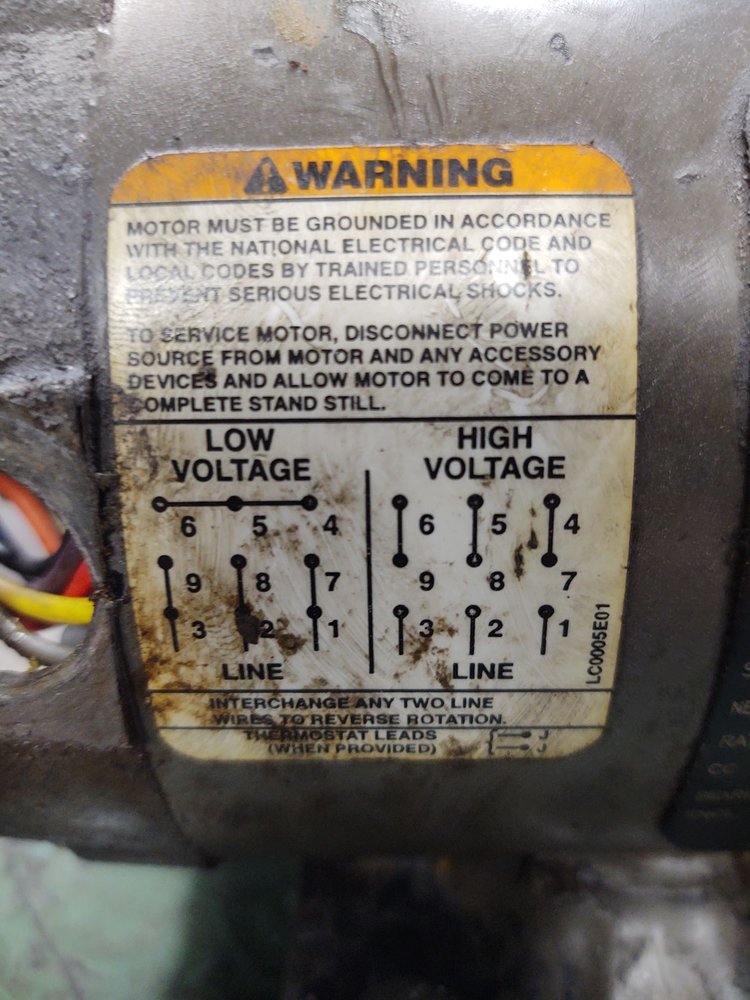 WARNING
MOTOR MUST BE GROUNDED IN ACCORDANCE
WITH THE NATIONAL ELECTRICAL CODE AND
LOCAL CODES BY TRAINED PERSONNEL TO
PREVENT SERIOUS ELECTRICAL SHOCKS.
TO SERVICE MOTOR, DISCONNECT POWER
SOURCE FROM MOTOR AND ANY ACCESSORY
DEVICES AND ALLOW MOTOR TO COME TO A
COMPLETE STAND STILL.
LOW
VOLTAGE
6 5 4
9 8 7
3 2 1
LINE
HIGH
VOLTAGE
6 5 4
9 8 7
3 2 1
LINE
LC0005E01
INTERCHANGE ANY TWO LINE
WIRES TO REVERSE ROTATION.
THERMOSTAT LEADS
(WHEN PROVIDED)
J
J
CC